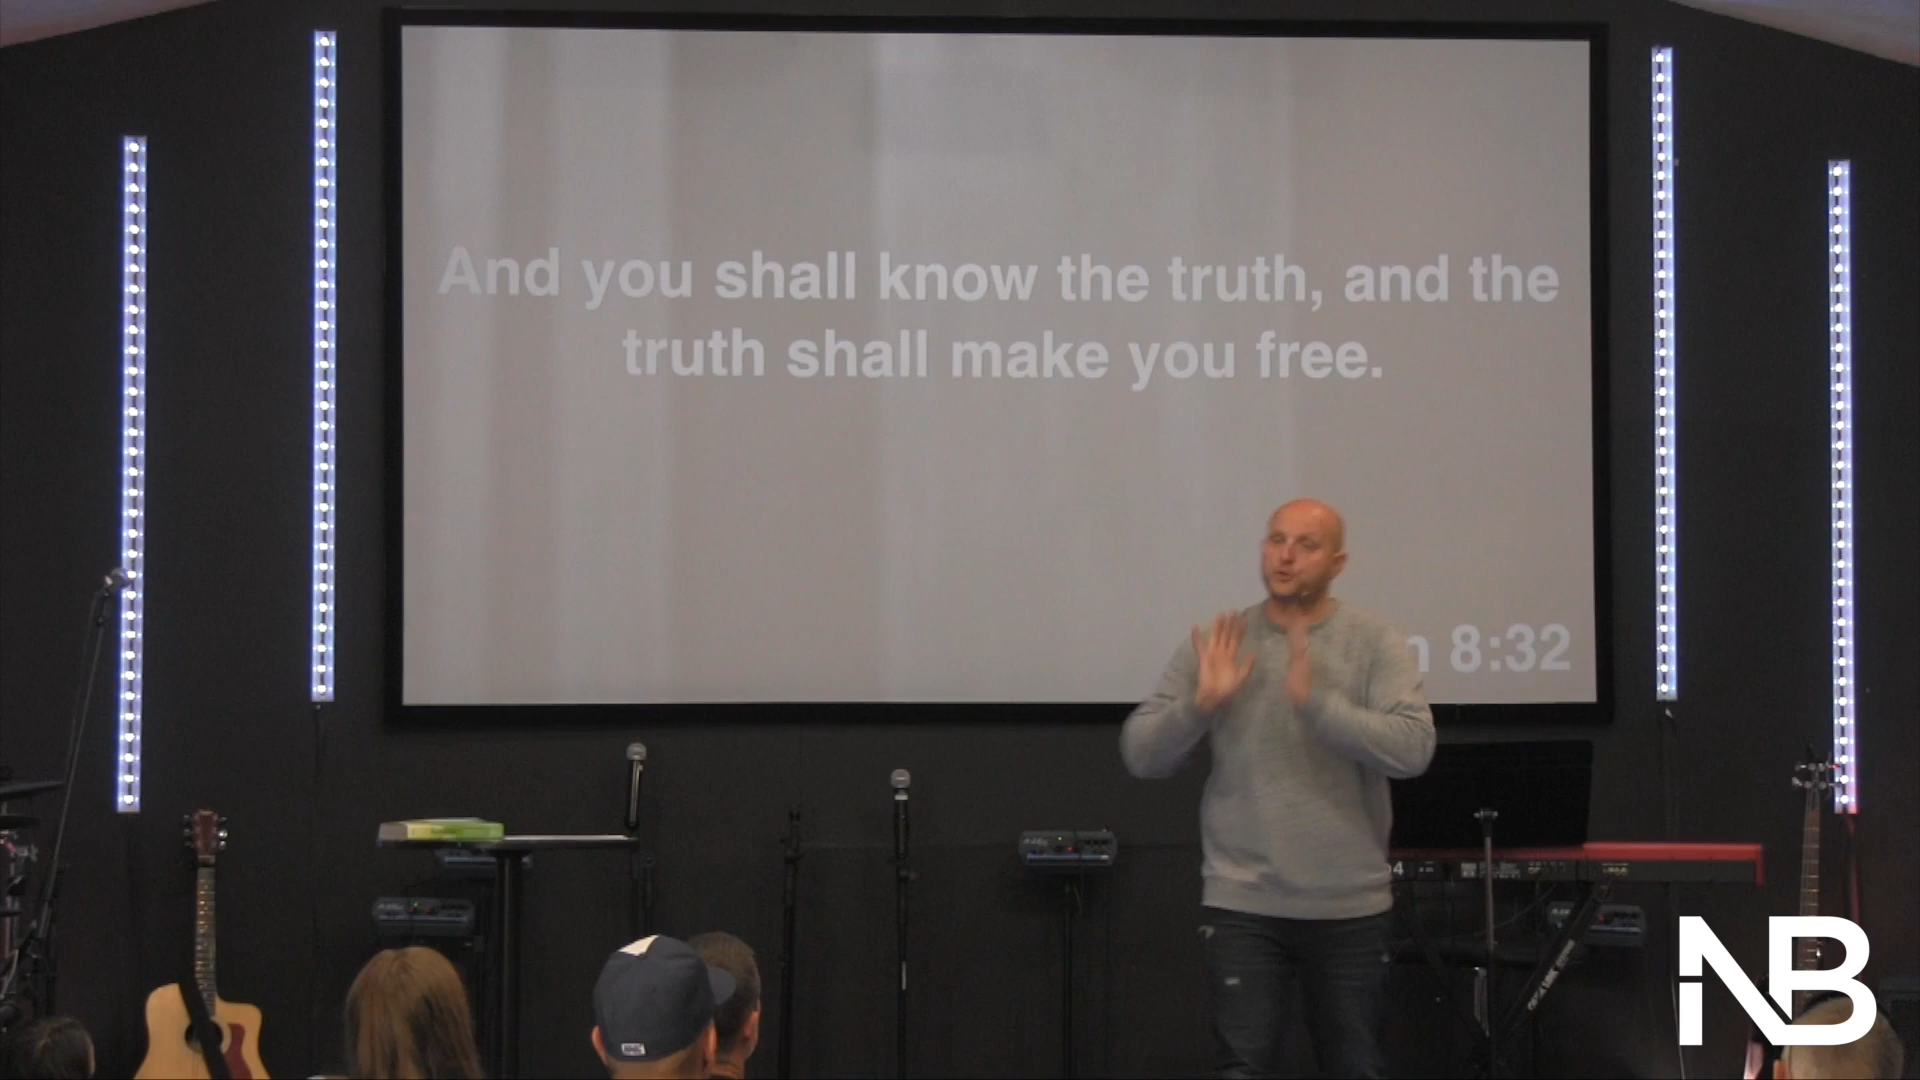 And you shall know the truth, and the
truth shall make you free.
n 8:32
NB